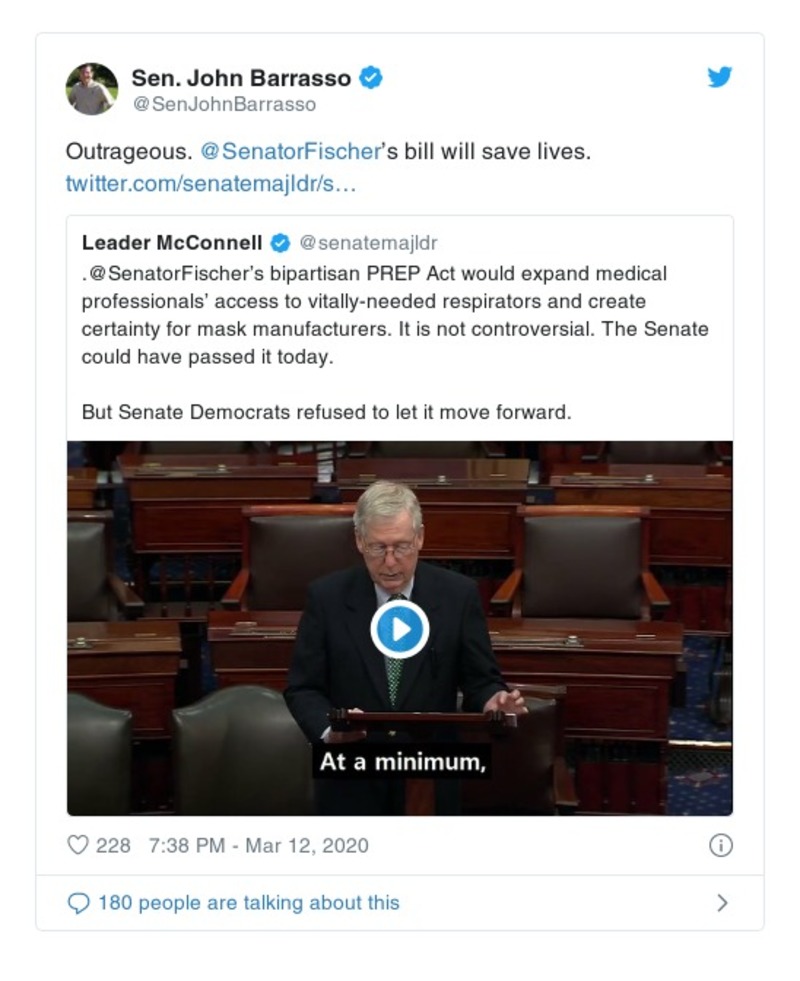 Sen. John Barrasso
@SenJohnBarrasso
Outrageous. @SenatorFischer’s bill will save lives.
twitter.com/senatemajldr/s…
Leader McConnell @senatemajldr
.@SenatorFischer’s bipartisan PREP Act would expand medical
professionals’ access to vitally-needed respirators and create
certainty for mask manufacturers. It is not controversial. The Senate
could have passed it today.
But Senate Democrats refused to let it move forward.
At a minimum,
228 7:38 PM - Mar 12, 2020
180 people are talking about this